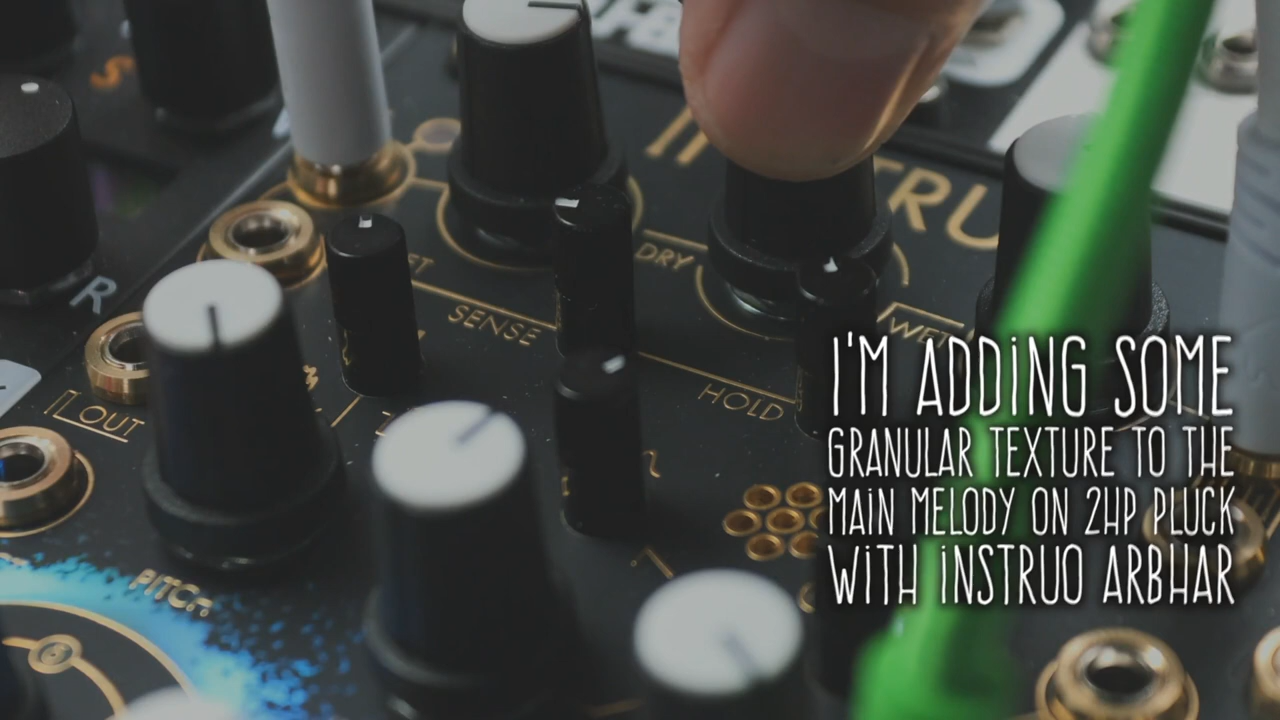 R
DRY
SENSE
WET
HOLD
OUT
PITCH
I'M ADDING SOME
GRANULAR TEXTURE TO THE
MAIN MELODY ON 2HP PLUCK
WITH INSTRUO ARBHAR